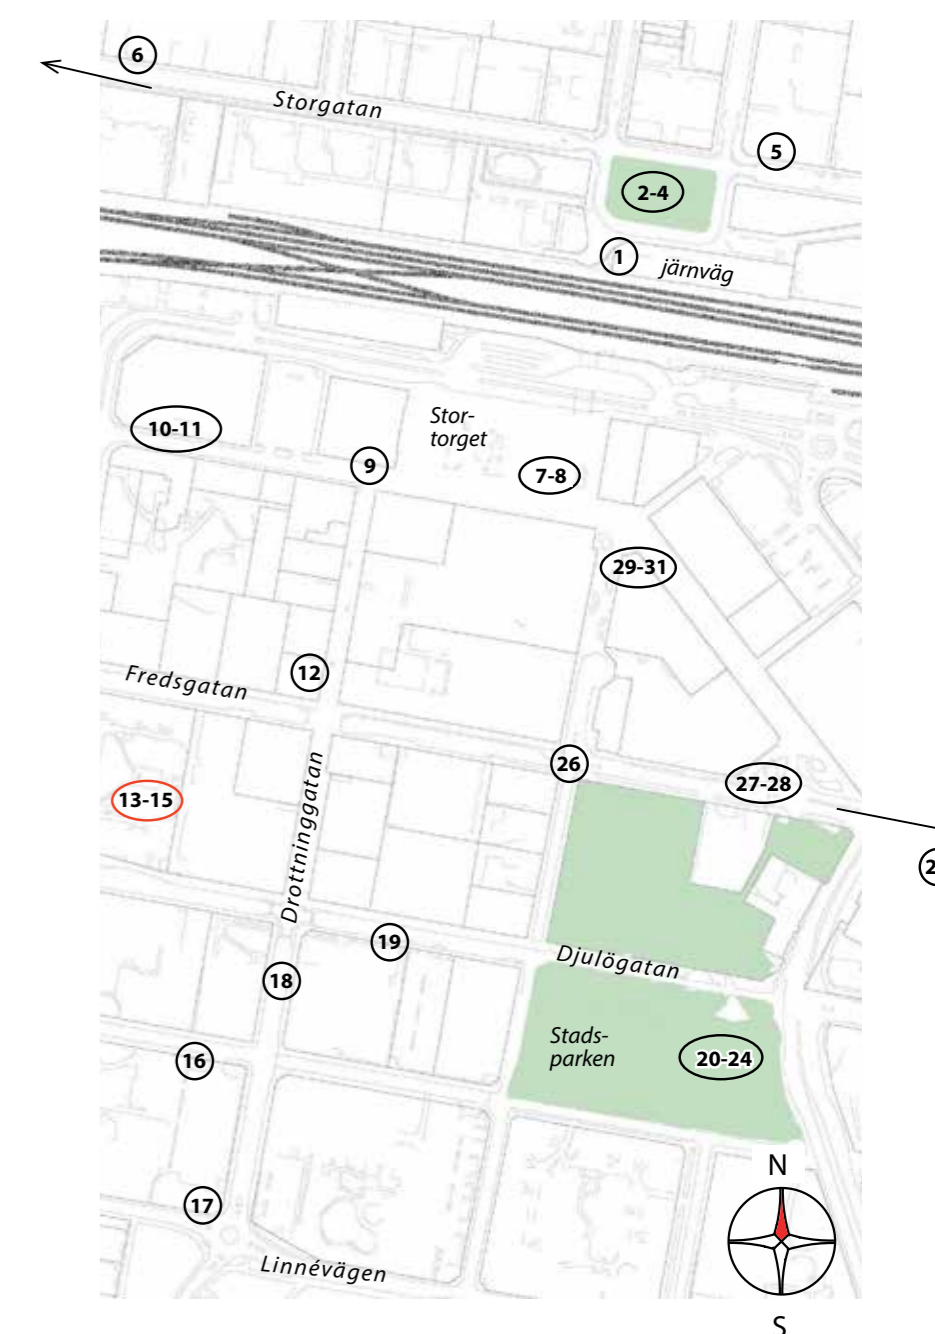 6
Storgatan
5
2-4
1
järnväg
Stor-
torget
10-11
9
7-8
29-31
12
Fredsgatan
26
27-28
13-15
Drottninggatan
19
Djulögatan
18
Stads-
parken
20-24
16
N
17
Linnévägen
S